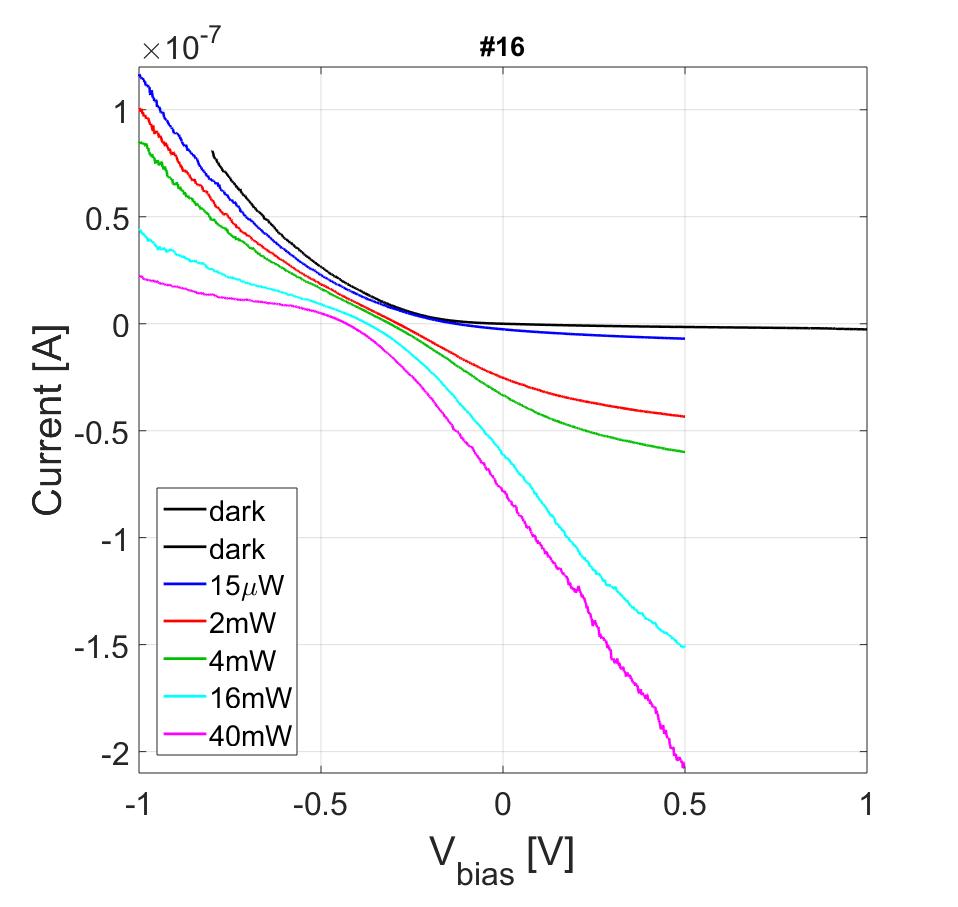 #16
×10-7
1
0.5
0
-0.5
-1
-1.5
-2
Current [A]
dark
dark
15μW
2mW
4mW
16mW
40mW
-1 -0.5 0 0.5 1
Vbias [V]